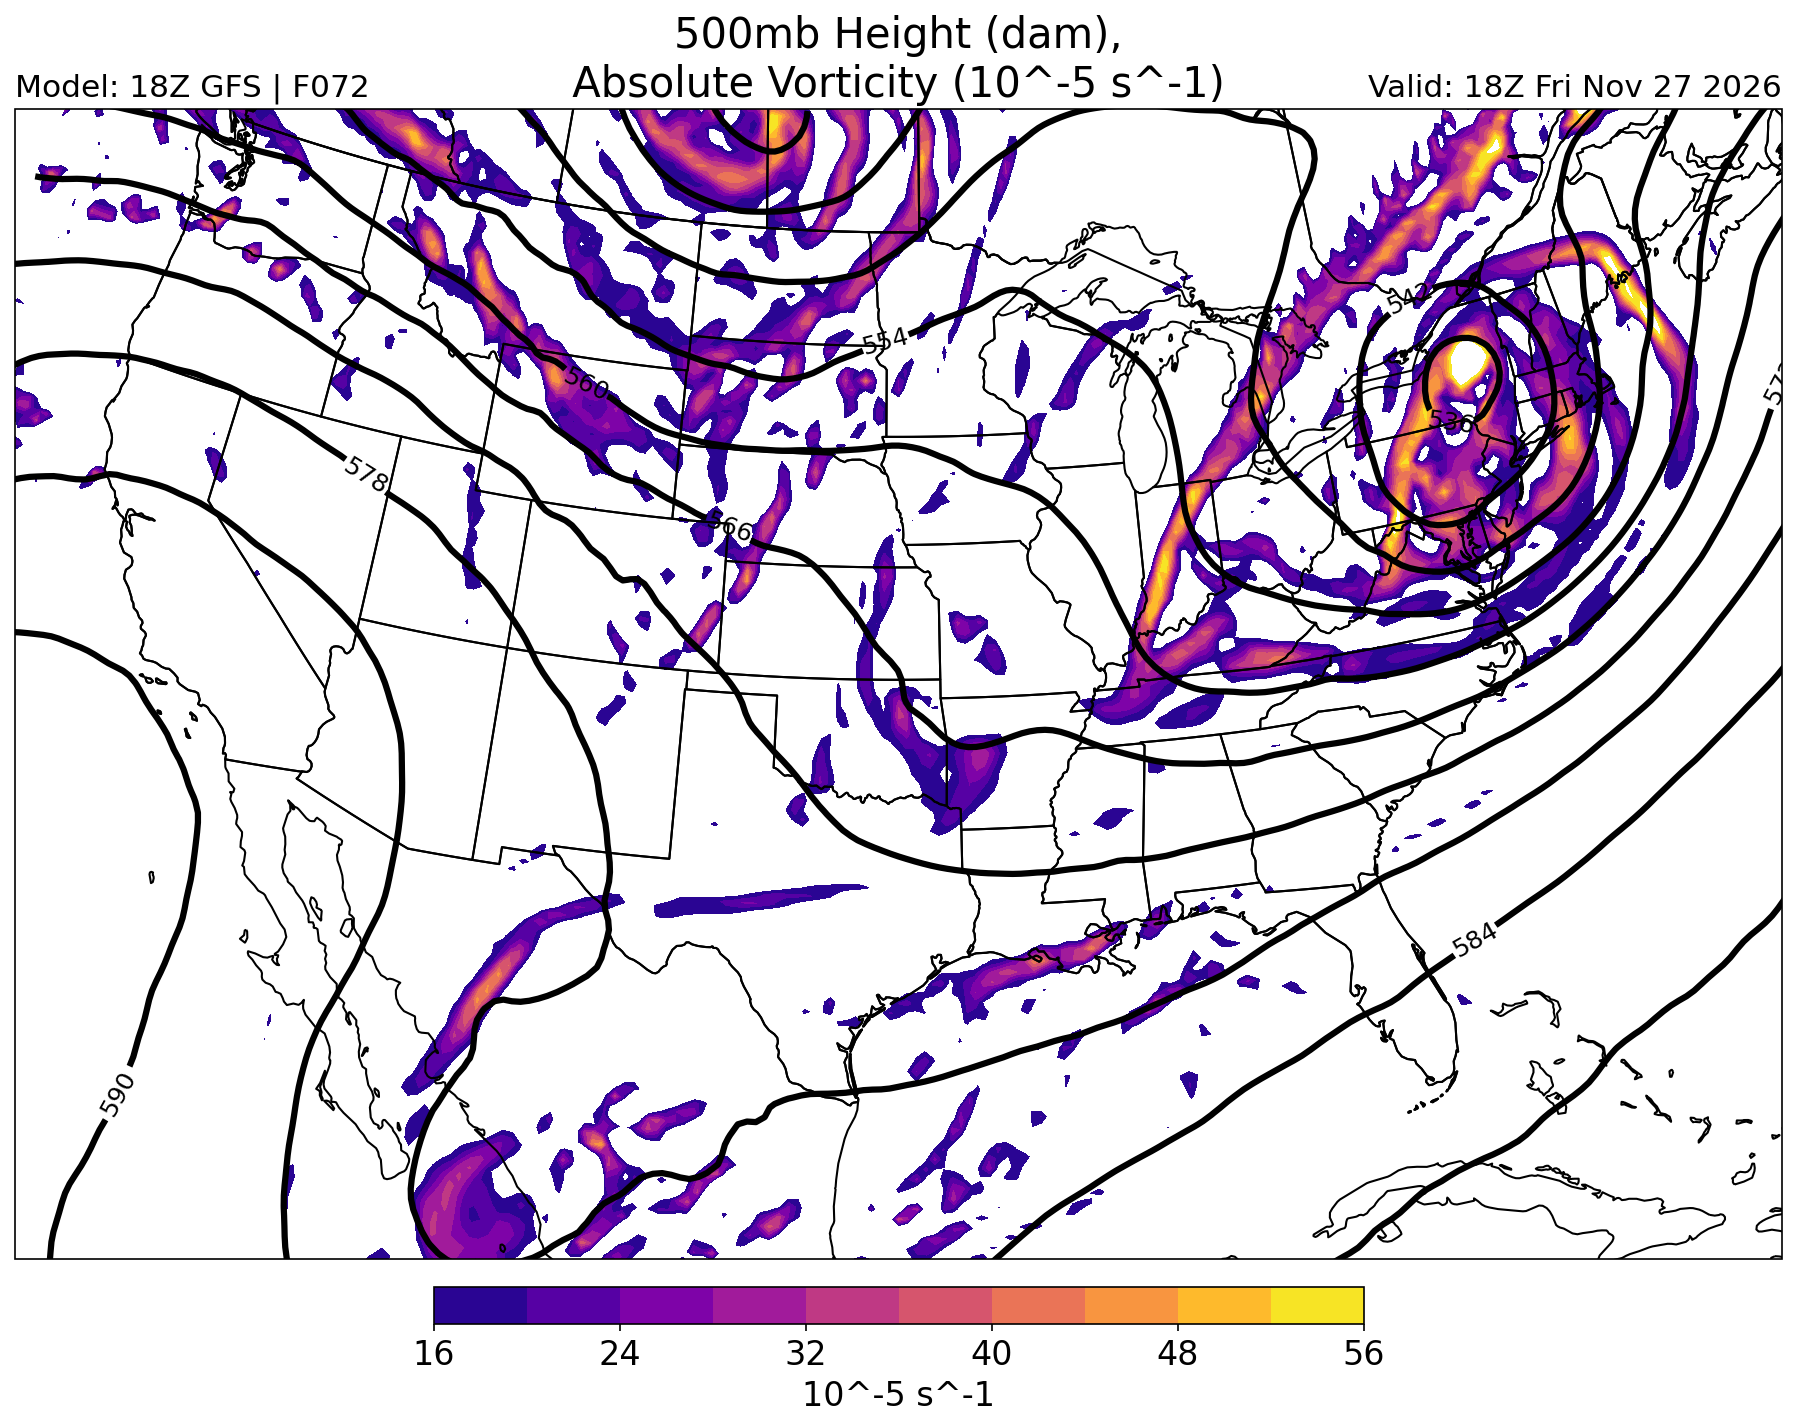 500mb Height (dam),
Absolute Vorticity (10^-5 s^-1)
Model: 18Z GFS | F072
Valid: 18Z Fri Nov 27 2026
542
554
560
536
578
566
584
590
16 24 32 40 48 56
10^-5 s^-1